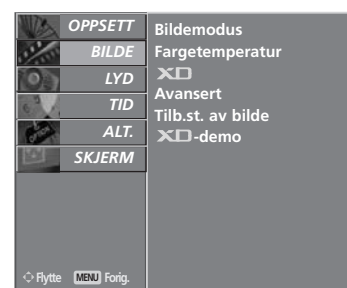 OPPSETT
BILDE
LYD
TID
ALT.
SKJERM
Bildemodus
Fargetemperatur
XD
Avansert
Tilb.st. av bilde
XD-demo
Flytte MENU Forig.